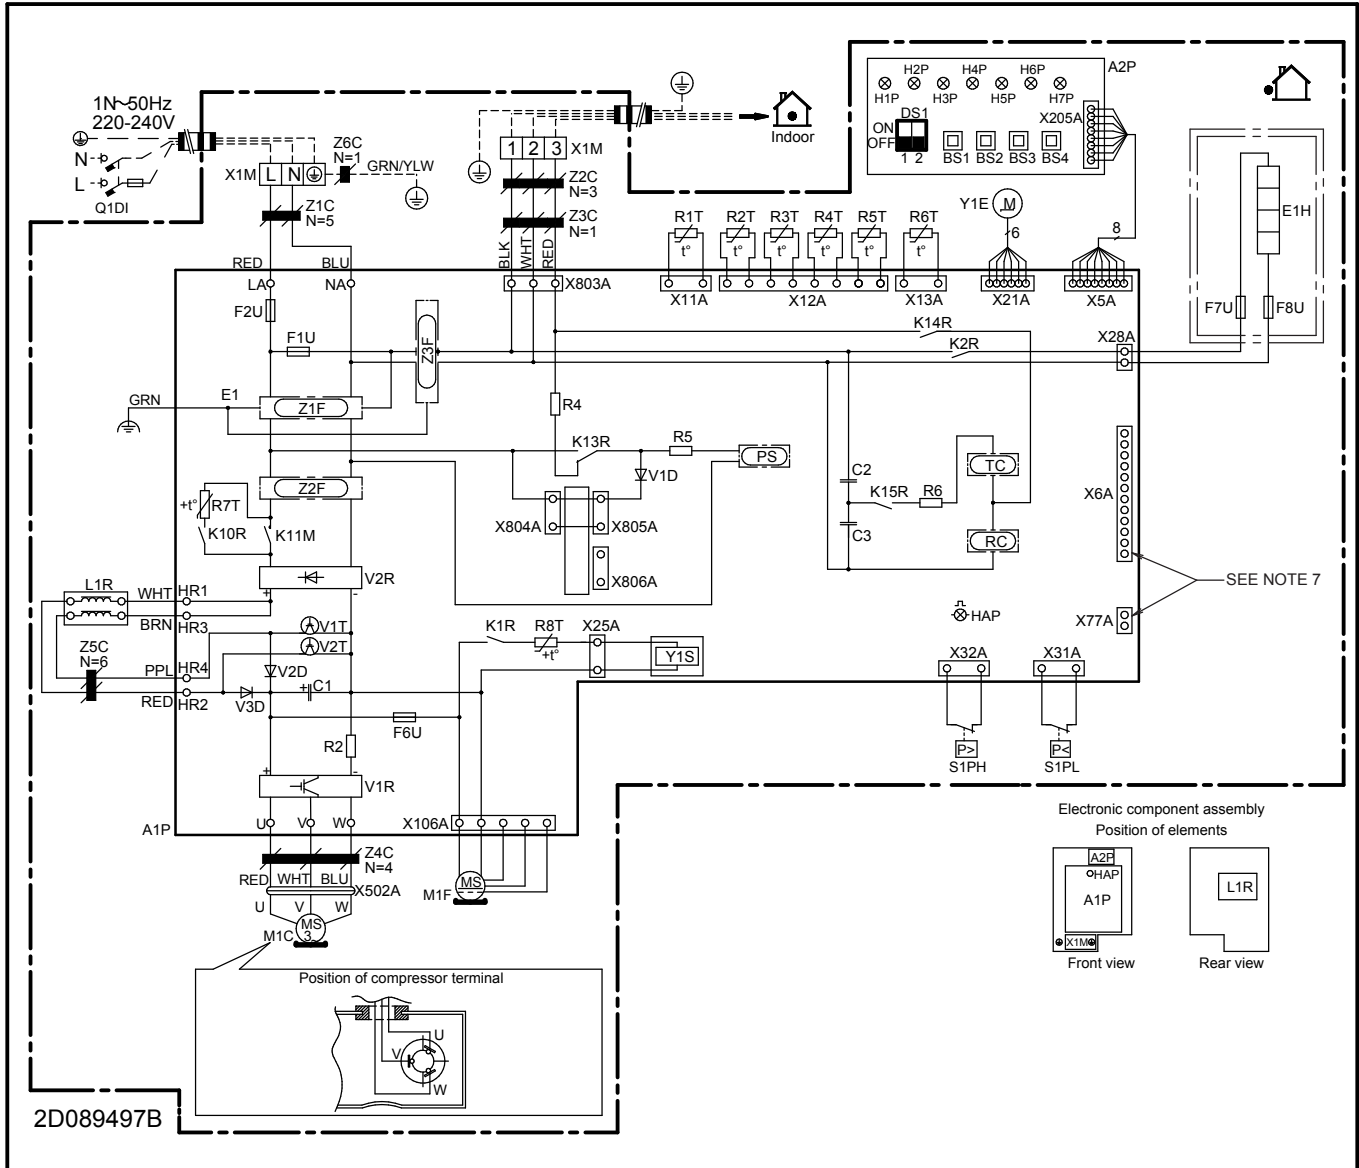 1N~50Hz
220-240V
N
L
Q1DI
X1M
L N
Z6C
N=1
GRN/YLW
Z1C
N=5
1 2 3
X1M
Indoor
Z2C
N=3
Z3C
N=1
BLK
WHT
RED
A2P
H1P
H2P
H3P
H4P
H5P
H6P
H7P
DS1
ON
OFF
1 2
BS1
BS2
BS3
BS4
X205A
Y1E
M
6
8
E1H
F7U
F8U
R1T
R2T
R3T
R4T
R5T
R6T
t°
t°
t°
t°
t°
t°
RED
BLU
LA
NA
X803A
X11A
X12A
X13A
X21A
X5A
X28A
F2U
F1U
Z3F
K14R
K2R
GRN
E1
Z1F
R4
K13R
R5
PS
V1D
Z2F
+t°
R7T
K10R
K11M
X804A
X805A
X806A
C2
K15R
R6
C3
TC
RC
X6A
SEE NOTE 7
X77A
HAP
V2R
+
-
L1R
WHT
HR1
BRN
HR3
Z5C
N=6
PPL
HR4
RED
HR2
V1T
V2T
V2D
V3D
+
C1
K1R
R8T
+t°
X25A
Y1S
X32A
X31A
P>
S1PH
P<
S1PL
F6U
R2
+
-
V1R
A1P
U
V
W
X106A
Z4C
N=4
RED
WHT
BLU
X502A
U
V
W
M1C
MS
3
M1F
MS
Position of compressor terminal
U
V
W
Electronic component assembly
Position of elements
A2P
HAP
A1P
X1M
Front view
L1R
Rear view
2D089497B